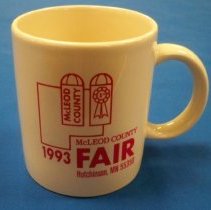 McLEOD
COUNTY
McLEOD COUNTY
1993 FAIR
Hutchinson, MN 55350